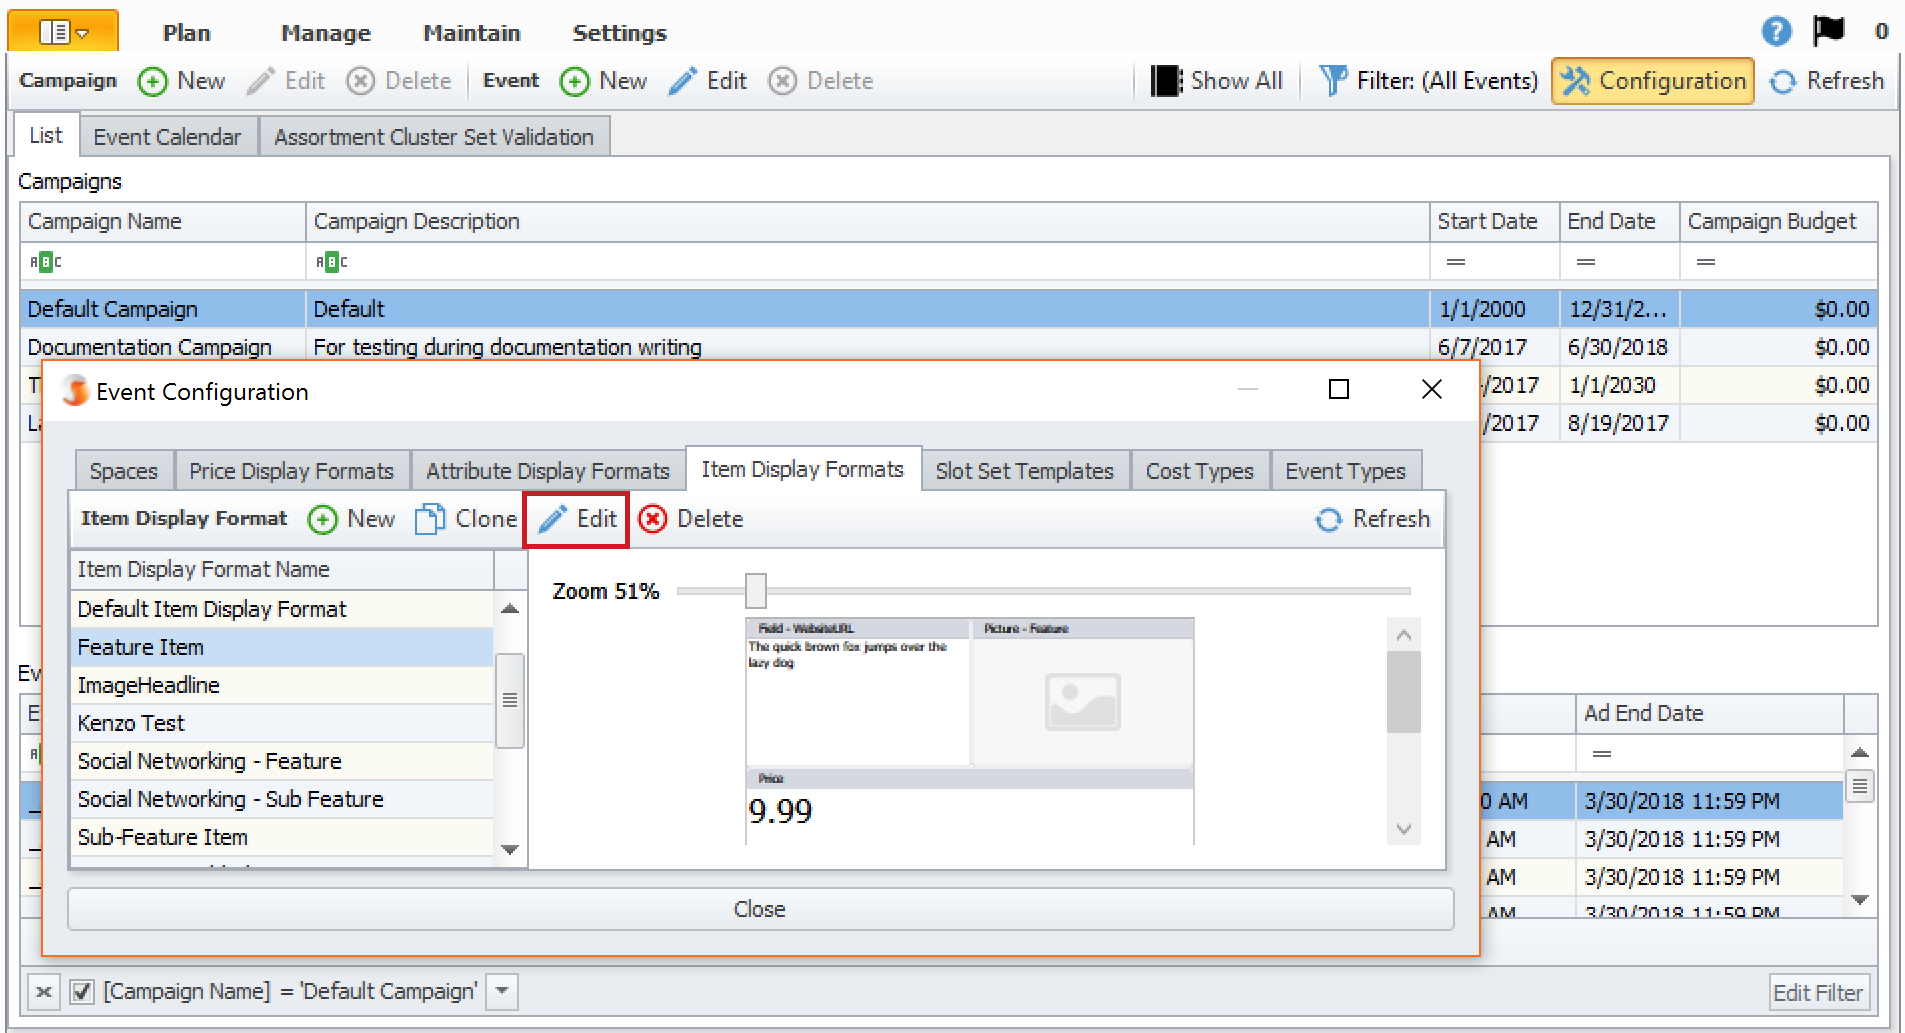 Plan Manage Maintain Settings ? 0
Campaign New Edit Delete Event New Edit Delete Show All Filter: (All Events) Configuration Refresh
List Event Calendar Assortment Cluster Set Validation
Campaigns
Campaign Name Campaign Description Start Date End Date Campaign Budget
ABC ABC = = =
Default Campaign Default 1/1/2000 12/31/2... $0.00
Documentation Campaign For testing during documentation writing 6/7/2017 6/30/2018 $0.00
/2017 1/1/2030 $0.00
/2017 8/19/2017 $0.00
Event Configuration
Spaces Price Display Formats Attribute Display Formats Item Display Formats Slot Set Templates Cost Types Event Types
Item Display Format New Clone Edit Delete Refresh
Item Display Format Name
Default Item Display Format
Feature Item
ImageHeadline
Kenzo Test
Social Networking - Feature
Social Networking - Sub Feature
Sub-Feature Item
Zoom 51%
Field - WebsiteURL Picture - Feature
The quick brown fox jumps over the
lazy dog
Price
9.99
Close
Ev
E Ad End Date
=
0 AM 3/30/2018 11:59 PM
AM 3/30/2018 11:59 PM
AM 3/30/2018 11:59 PM
AM 3/30/2018 11:59 PM
[Campaign Name] = 'Default Campaign' Edit Filter